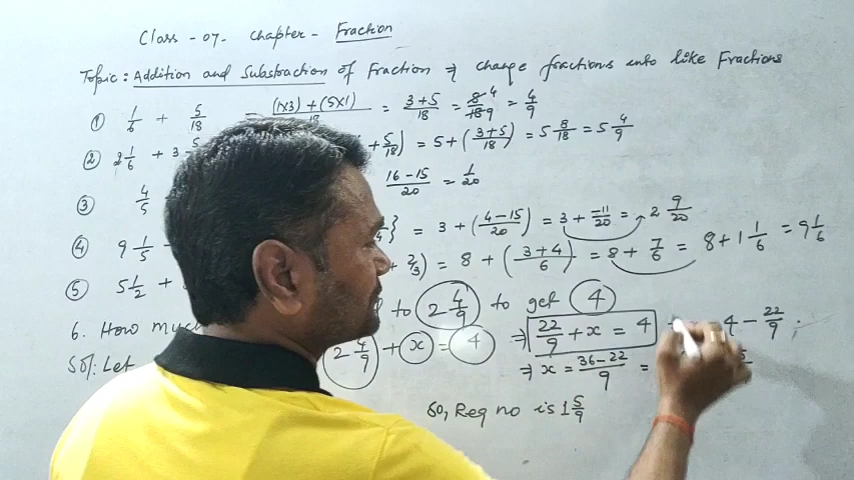 Class - 07. Chapter - Fraction
Topic: Addition and Substraction of Fraction ⇒ change fractions into like Fractions
① 1/6 + 5/18 = (1×3) + (5×1)/18 = 3+5/18 = 8/18 4 9 = 4/9
② 2 1/6 + 3 + 5/18) = 5 + (3+5/18) = 5 8/18 = 5 4/9
③ 4/5 16-15/20 = 1/20
④ 9 1/5 } = 3 + (4-15/20) = 3 + -11/20 = 2 9/20
⑤ 5 1/2 + + 2/3) = 8 + (3+4/6) = 8 + 7/6 = 8 + 1 1/6 = 9 1/6
6. How much to 2 4/9 to get 4
Sol: Let 2 4/9 + x = 4 ⇒ 22/9 + x = 4 4 - 22/9
⇒ x = 36-22/9 =
So, Req no is 1 5/9